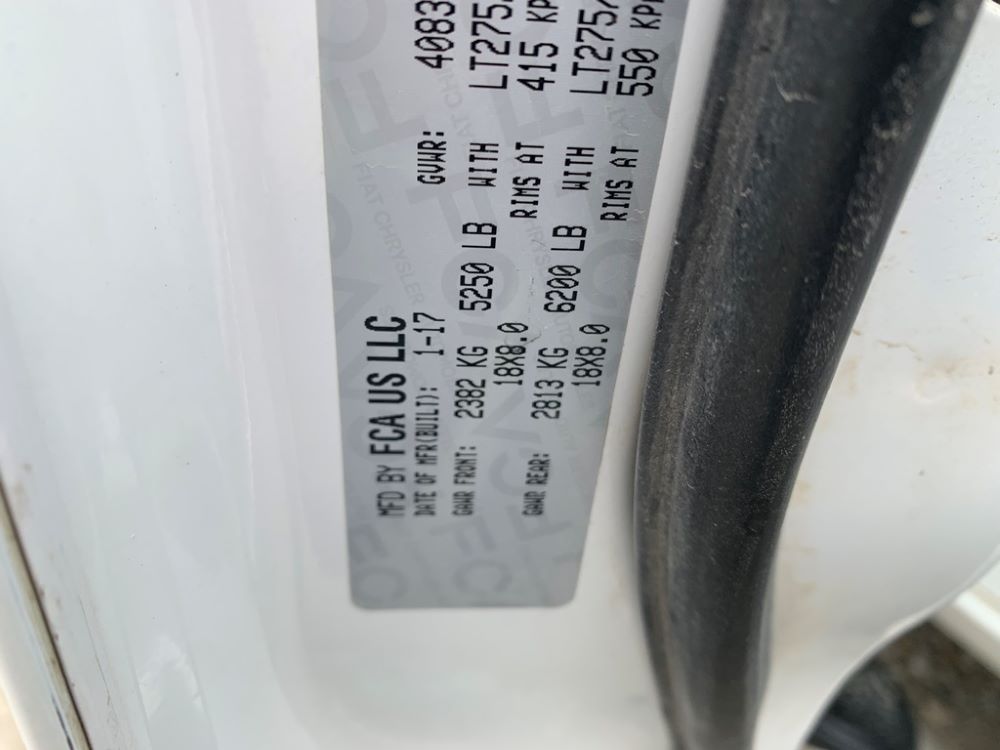 MFD BY FCA US LLC
DATE OF MFR(BUILT): 1-17 GVWR: 4083
GAWR FRONT: 2382 KG 5250 LB WITH LT275
18X8.0 RIMS AT 415 KP
GAWR REAR: 2813 KG 6200 LB WITH LT275/
18X8.0 RIMS AT 550 KP